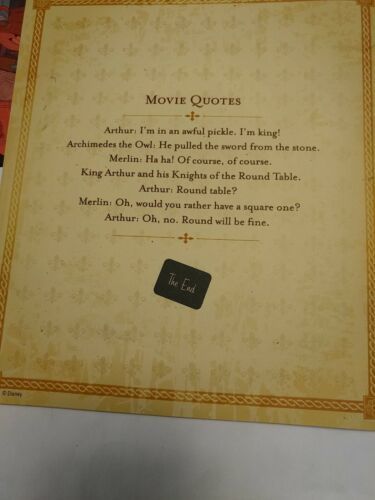 MOVIE QUOTES
Arthur: I'm in an awful pickle. I'm king!
Archimedes the Owl: He pulled the sword from the stone.
Merlin: Ha ha! Of course, of course.
King Arthur and his Knights of the Round Table.
Arthur: Round table?
Merlin: Oh, would you rather have a square one?
Arthur: Oh, no. Round will be fine.
The End
© Disney